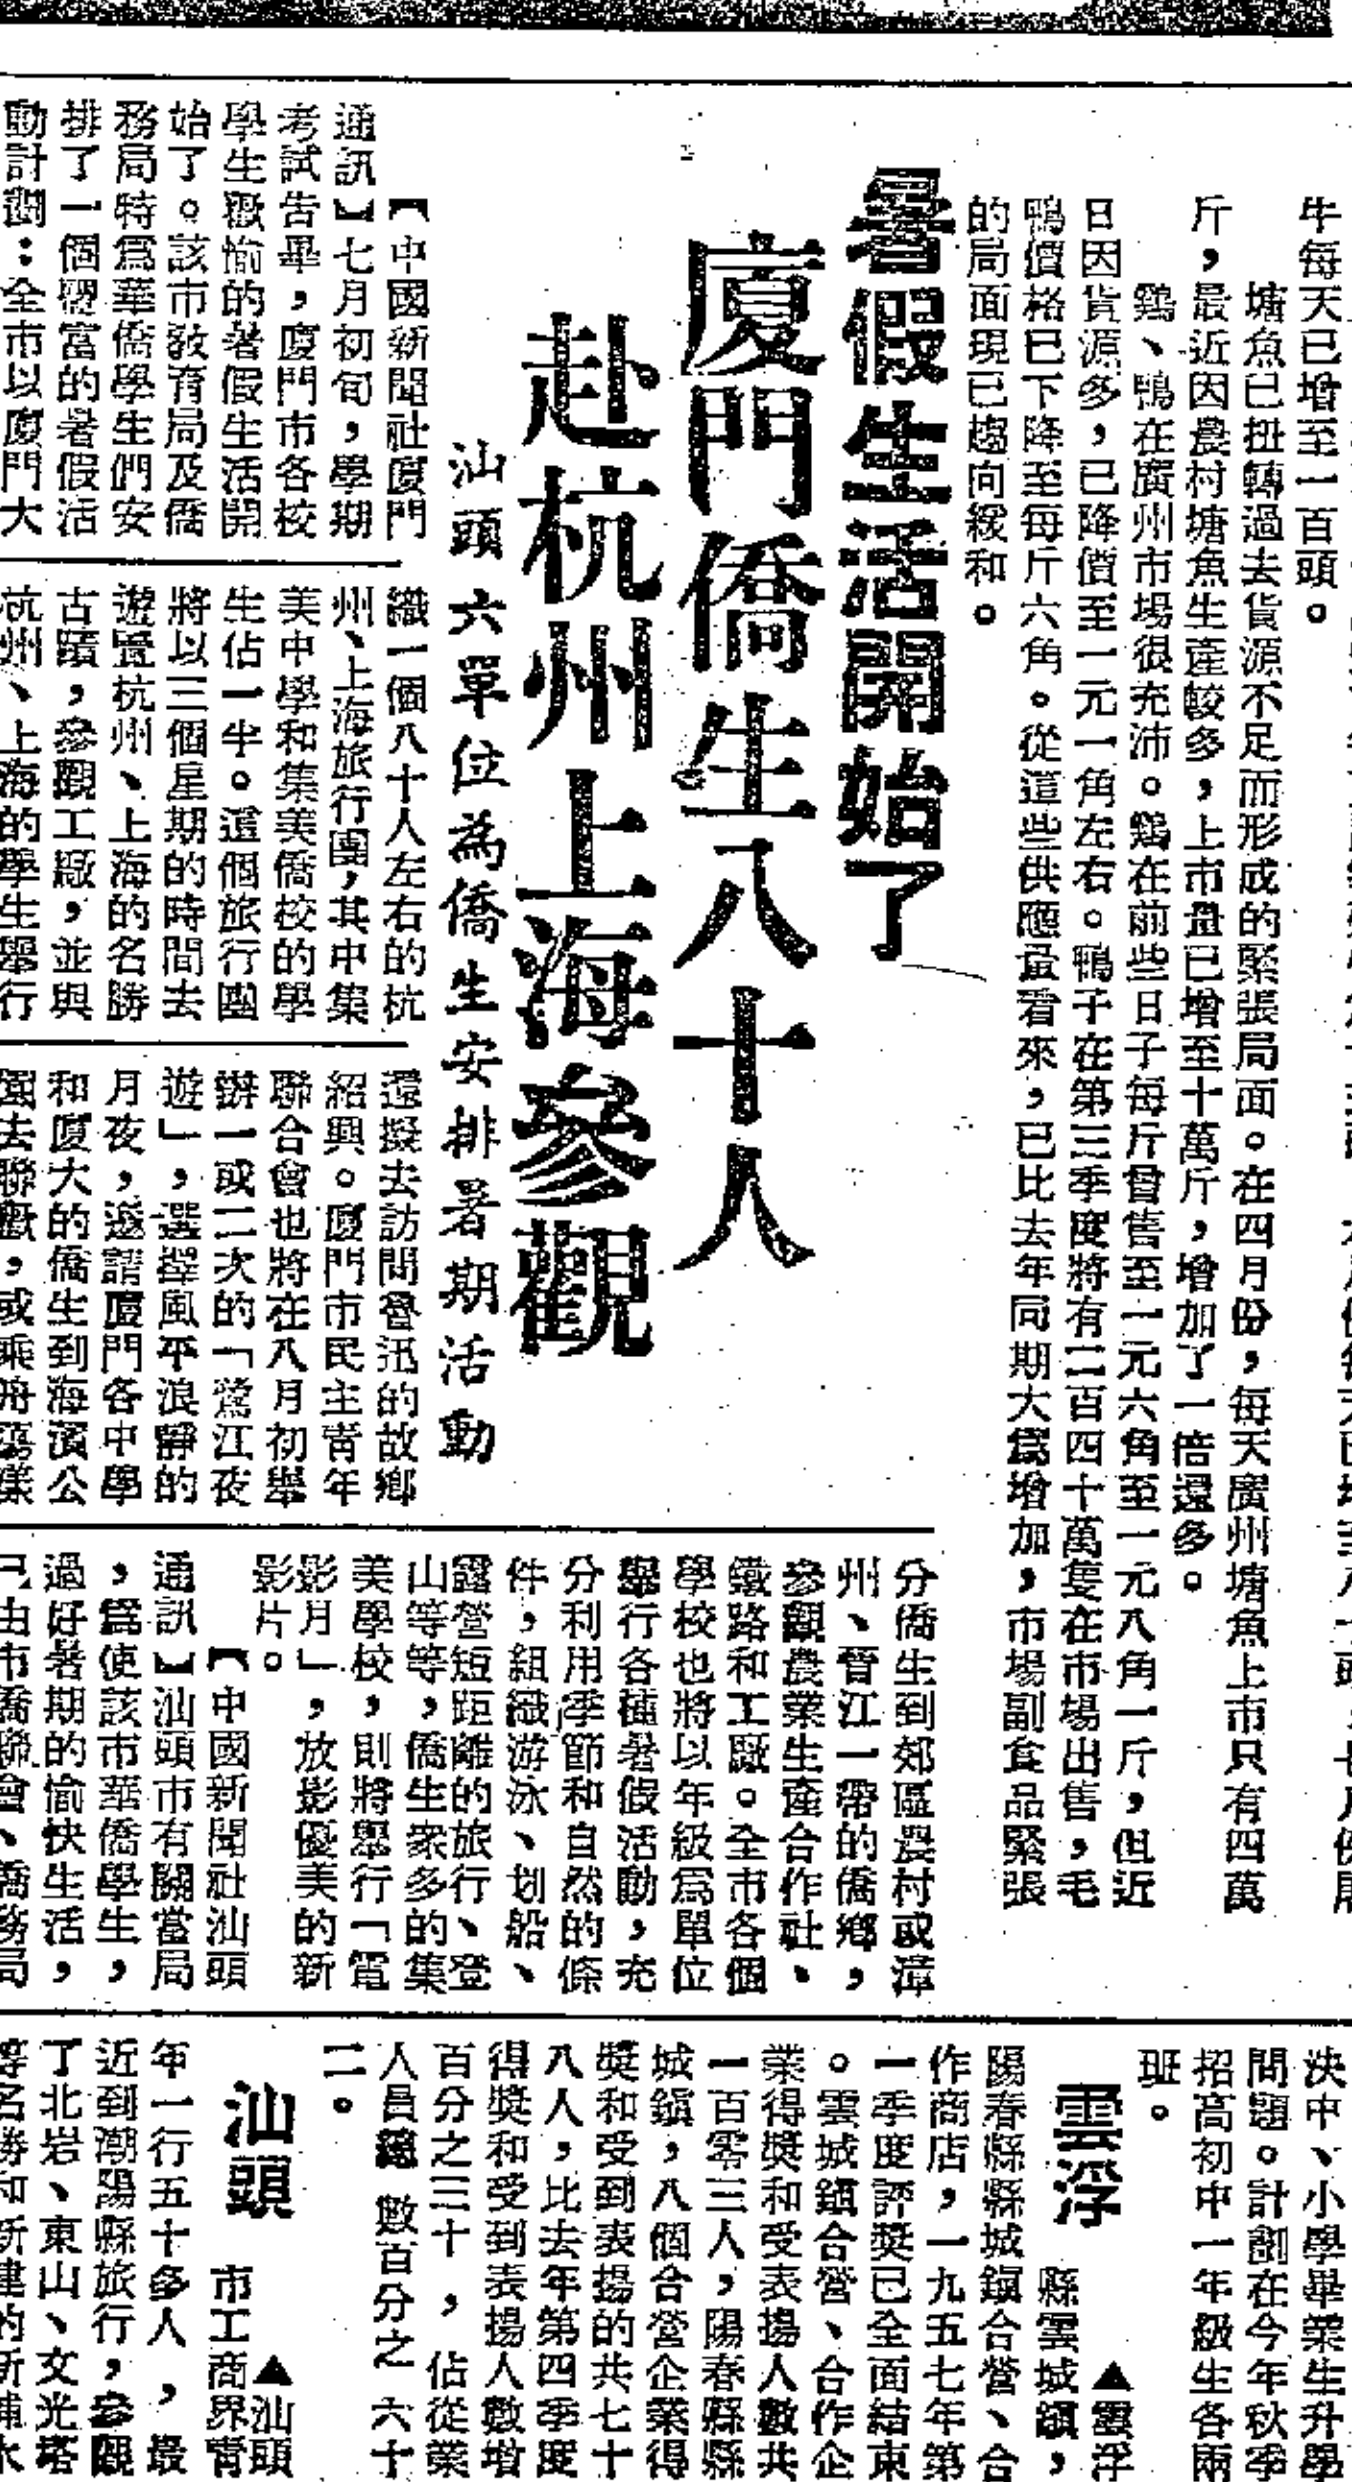 牛每天已增至一百頭。
塘魚已扭轉過去貨源不足而形成的緊張局面。在四月份，每天廣州塘魚上市只有四萬
斤，最近因農村塘魚生產較多，上市量已增至十萬斤，增加了一倍還多。
鷄、鴨在廣州市場很充沛。鷄在前些日子每斤曾售至一元六角至一元八角一斤，但近
日因貨源多，已降價至一元一角左右。鴨子在第三季度將有二百四十萬隻在市場出售，毛
鴨價格已下降至每斤六角。從這些供應量看來，已比去年同期大爲增加，市場副食品緊張
的局面現已趨向緩和。
暑假生活開始了
廈門僑生八十人
赴杭州上海參觀
汕頭六單位為僑生安排暑期活動
【中國新聞社廈門
通訊】七月初旬，學期
考試告畢，廈門市各校
學生歡愉的暑假生活開
始了。該市教育局及僑
務局特爲華僑學生們安
排了一個豐富的暑假活
動計劃：全市以廈門大
織一個八十人左右的杭
州、上海旅行團，其中集
美中學和集美僑校的學
生佔一半。這個旅行團
將以三個星期的時間去
遊覽杭州、上海的名勝
古蹟，參觀工廠，並與
杭州、上海的學生舉行
還擬去訪問魯迅的故鄉
紹興。廈門市民主青年
聯合會也將在八月初舉
辦一或二次的「鷺江夜
遊」，選擇風平浪靜的
月夜，邀請廈門各中學
和廈大的僑生到海濱公
園去聯歡，或乘舟蕩漾
分僑生到郊區農村或漳
州、晉江一帶的僑鄉，
參觀農業生產合作社、
鐵路和工廠。全市各個
學校也將以年級爲單位
舉行各種暑假活動，充
分利用季節和自然的條
件，組織游泳、划船、
露營短距離的旅行、登
山等等，僑生衆多的集
美學校，則將舉行「電
影月」，放影優美的新
影片。
【中國新聞社汕頭
通訊】汕頭市有關當局
，爲使該市華僑學生，
過好暑期的愉快生活，
已由市僑聯會、僑務局
決中、小學畢業生升學
問題。計劃在今年秋季
招高初中一年級生各兩
班。
雲浮
▲雲浮
縣雲城鎮，
陽春縣縣城鎮合營、合
作商店，一九五七年第
一季度評獎已全面結束
。雲城鎮合營、合作企
業得獎和受表揚人數共
一百零三人，陽春縣縣
城鎮，八個合營企業得
獎和受到表揚的共七十
八人，比去年第四季度
得獎和受到表揚人數增
百分之三十，佔從業
人員總數百分之六十
二。
汕頭
▲汕頭
市工商界青
年一行五十多人，最
近到潮陽縣旅行，參觀
了北岩、東山、文光塔
等名勝和新建的新埔水